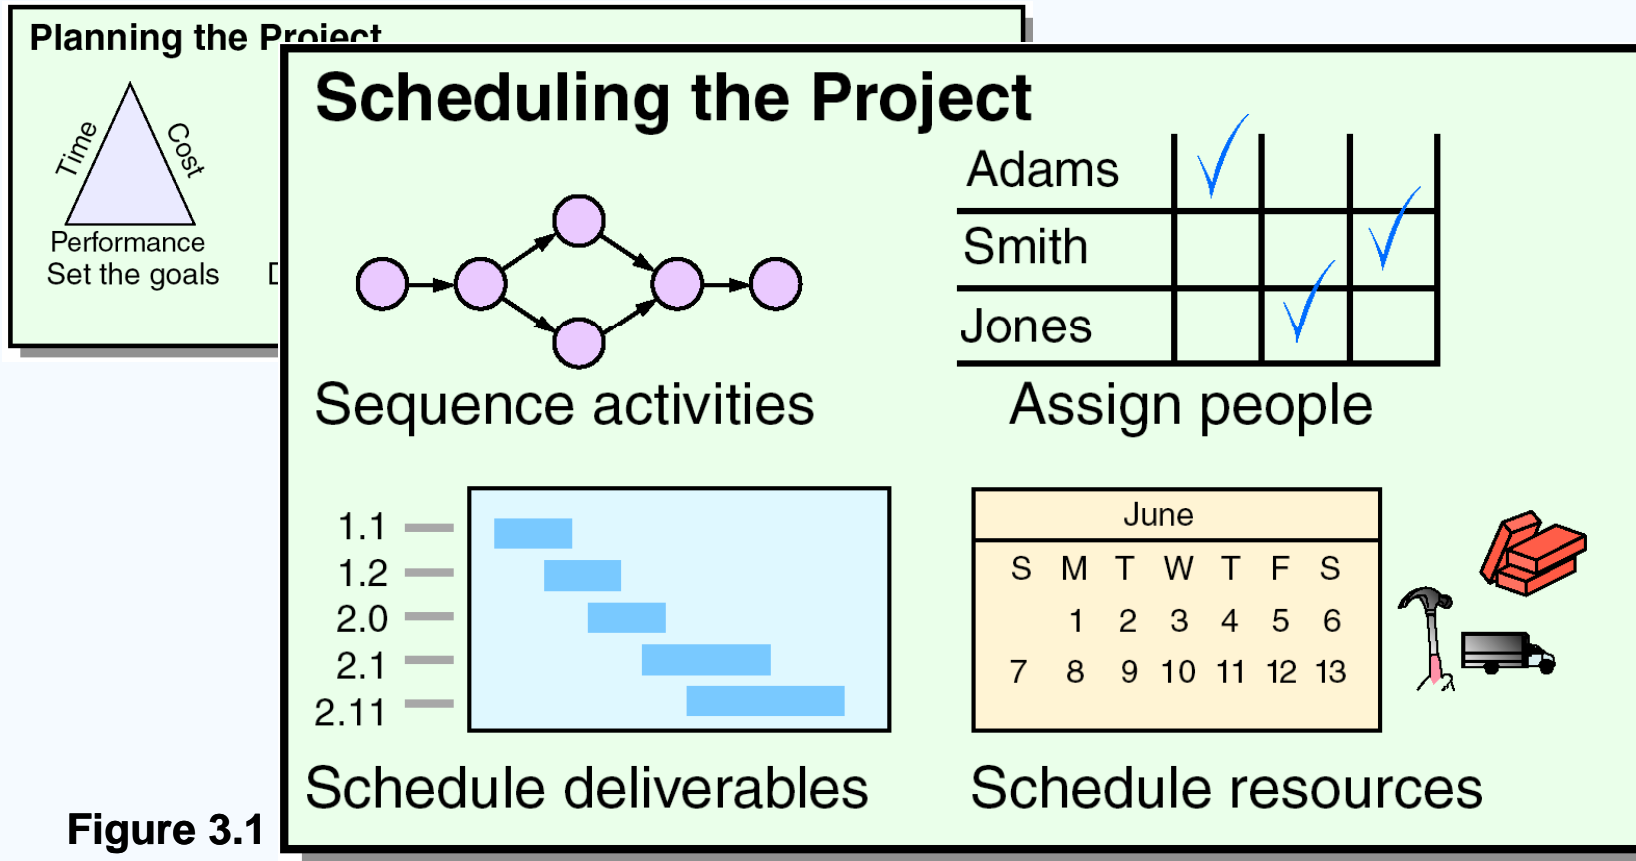 Planning the Project
Time
Cost
Performance
Set the goals
Scheduling the Project
Adams
Smith
Jones
Sequence activities
Assign people
1.1
1.2
2.0
2.1
2.11
Schedule deliverables
June
S M T W T F S
1 2 3 4 5 6
7 8 9 10 11 12 13
Schedule resources
Figure 3.1